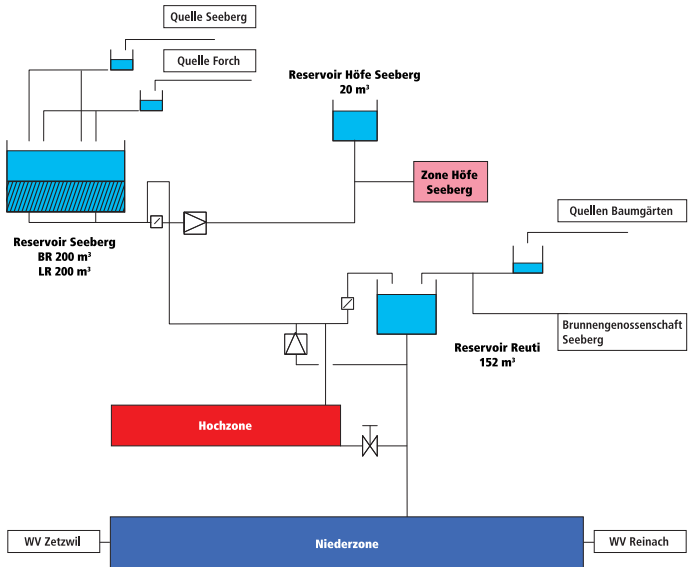 Quelle Seeberg
Quelle Forch
Reservoir Höfe Seeberg
20 m³
Zone Höfe
Seeberg
Quellen Baumgärten
Reservoir Seeberg
BR 200 m³
LR 200 m³
Brunnengenossenschaft
Seeberg
Reservoir Reuti
152 m³
Hochzone
WV Zetzwil
Niederzone
WV Reinach